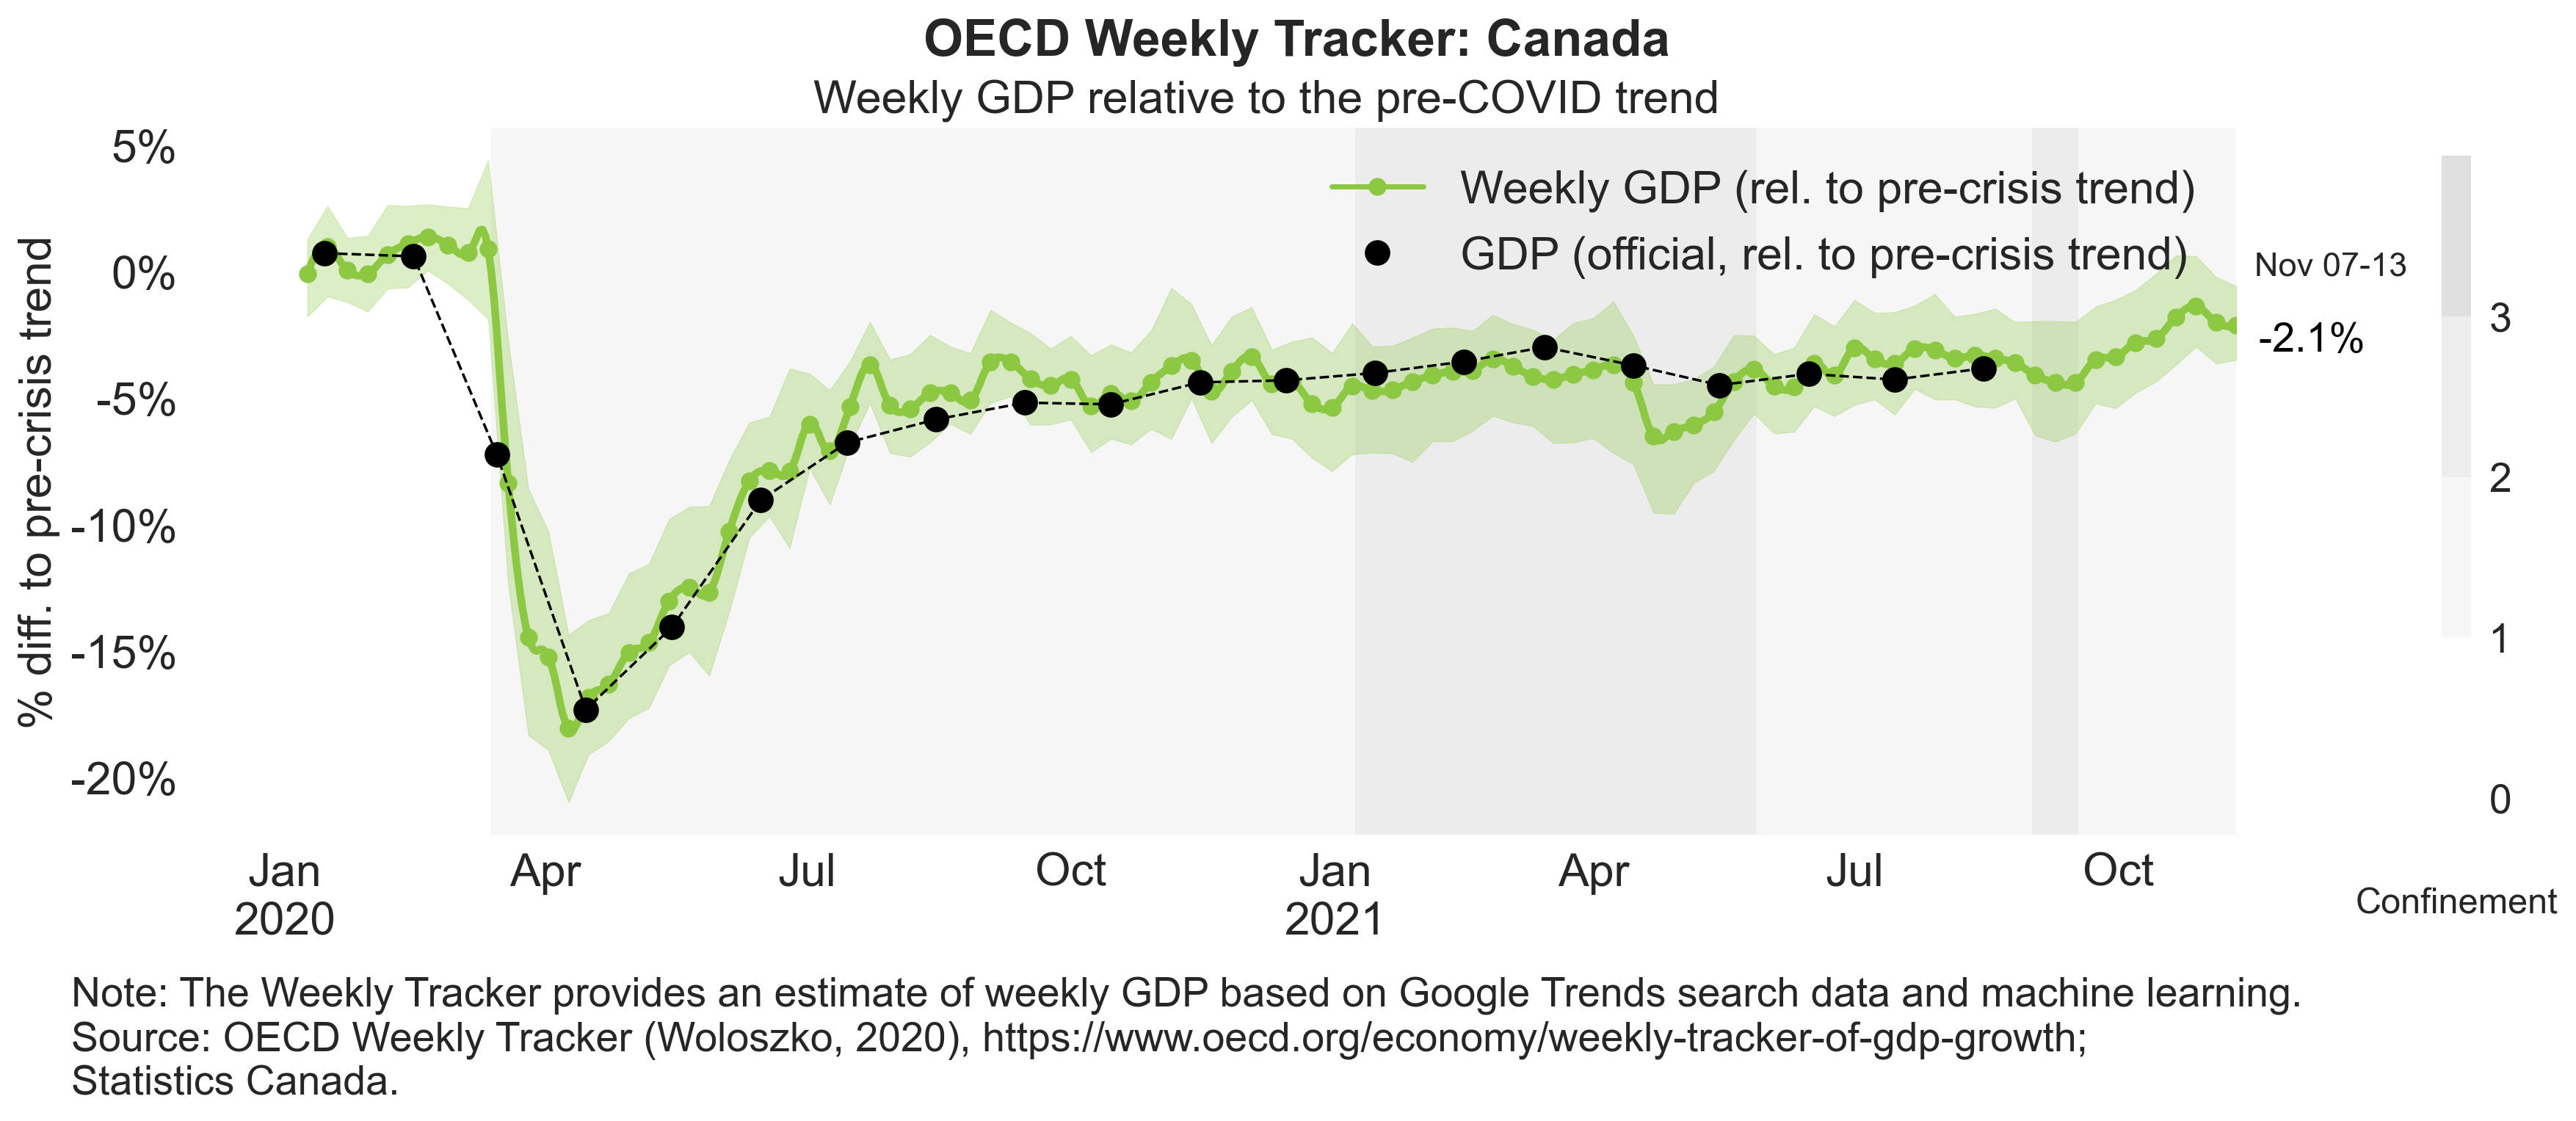 OECD Weekly Tracker: Canada
Weekly GDP relative to the pre-COVID trend
% diff. to pre-crisis trend
5%
0%
-5%
-10%
-15%
-20%
Weekly GDP (rel. to pre-crisis trend)
GDP (official, rel. to pre-crisis trend)
Nov 07-13
-2.1%
3
2
1
0
Confinement
Jan Apr Jul Oct Jan Apr Jul Oct
2020 2021
Note: The Weekly Tracker provides an estimate of weekly GDP based on Google Trends search data and machine learning.
Source: OECD Weekly Tracker (Woloszko, 2020), https://www.oecd.org/economy/weekly-tracker-of-gdp-growth;
Statistics Canada.